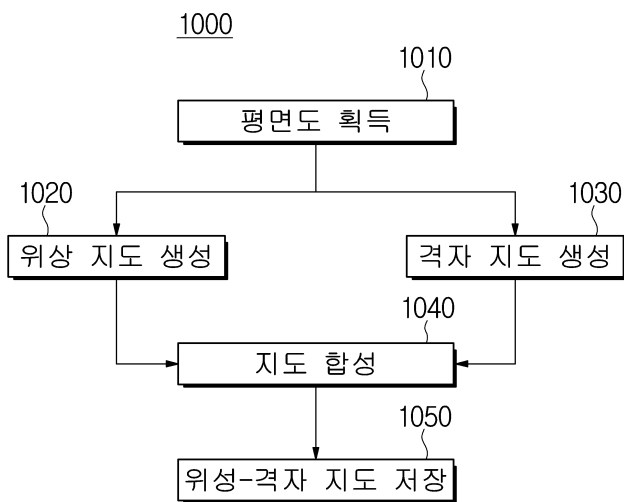 1000
1010
평면도 획득
1020
1030
위상 지도 생성
격자 지도 생성
1040
지도 합성
1050
위성-격자 지도 저장